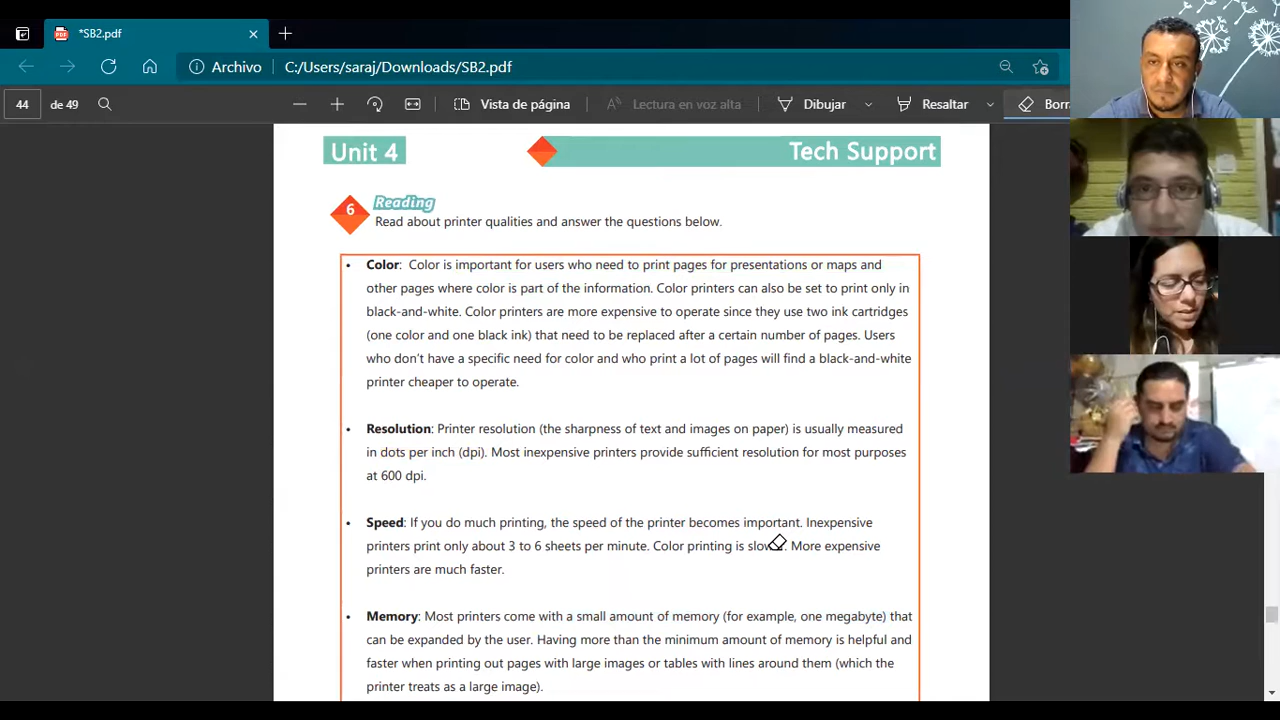 *SB2.pdf
Archivo C:/Users/saraj/Downloads/SB2.pdf
44 de 49 Vista de página Lectura en voz alta Dibujar Resaltar
Unit 4 Tech Support
6 Reading
Read about printer qualities and answer the questions below.
• Color: Color is important for users who need to print pages for presentations or maps and
other pages where color is part of the information. Color printers can also be set to print only in
black-and-white. Color printers are more expensive to operate since they use two ink cartridges
(one color and one black ink) that need to be replaced after a certain number of pages. Users
who don't have a specific need for color and who print a lot of pages will find a black-and-white
printer cheaper to operate.
• Resolution: Printer resolution (the sharpness of text and images on paper) is usually measured
in dots per inch (dpi). Most inexpensive printers provide sufficient resolution for most purposes
at 600 dpi.
• Speed: If you do much printing, the speed of the printer becomes important. Inexpensive
printers print only about 3 to 6 sheets per minute. Color printing is More expensive
printers are much faster.
• Memory: Most printers come with a small amount of memory (for example, one megabyte) that
can be expanded by the user. Having more than the minimum amount of memory is helpful and
faster when printing out pages with large images or tables with lines around them (which the
printer treats as a large image).